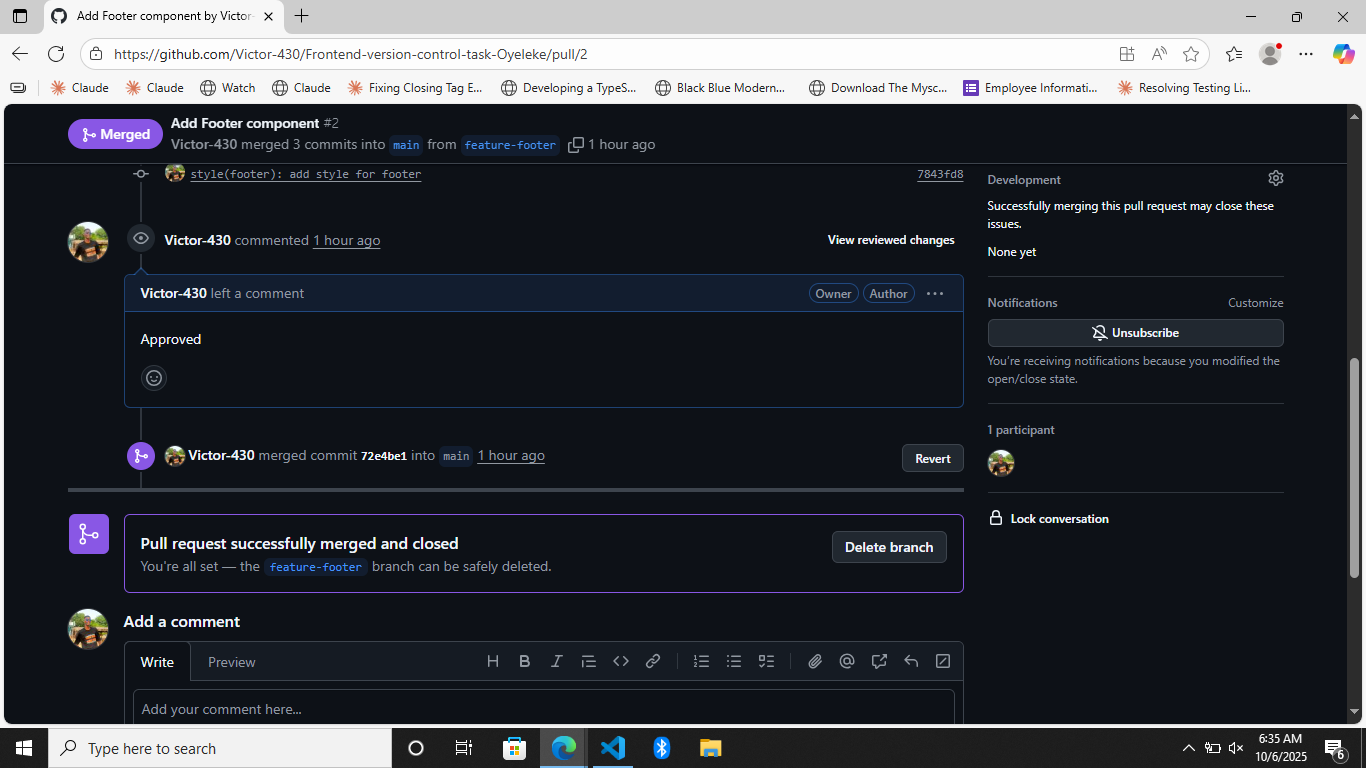 Add Footer component by Victor-
https://github.com/Victor-430/Frontend-version-control-task-Oyeleke/pull/2
Claude
Claude
Watch
Claude
Fixing Closing Tag E...
Developing a TypeS...
Black Blue Modern...
Download The Mysc...
Employee Informati...
Resolving Testing Li...
Merged
Add Footer component #2
Victor-430 merged 3 commits into main from feature-footer 1 hour ago
style(footer): add style for footer 7843fd8
Victor-430 commented 1 hour ago
View reviewed changes
Victor-430 left a comment
Owner
Author
Approved
Victor-430 merged commit 72e4be1 into main 1 hour ago
Revert
Pull request successfully merged and closed
You're all set — the feature-footer branch can be safely deleted.
Delete branch
Add a comment
Write
Preview
Add your comment here...
Development
Successfully merging this pull request may close these
issues.
None yet
Notifications
Customize
Unsubscribe
You're receiving notifications because you modified the
open/close state.
1 participant
Lock conversation
Type here to search
6:35 AM
10/6/2025
6